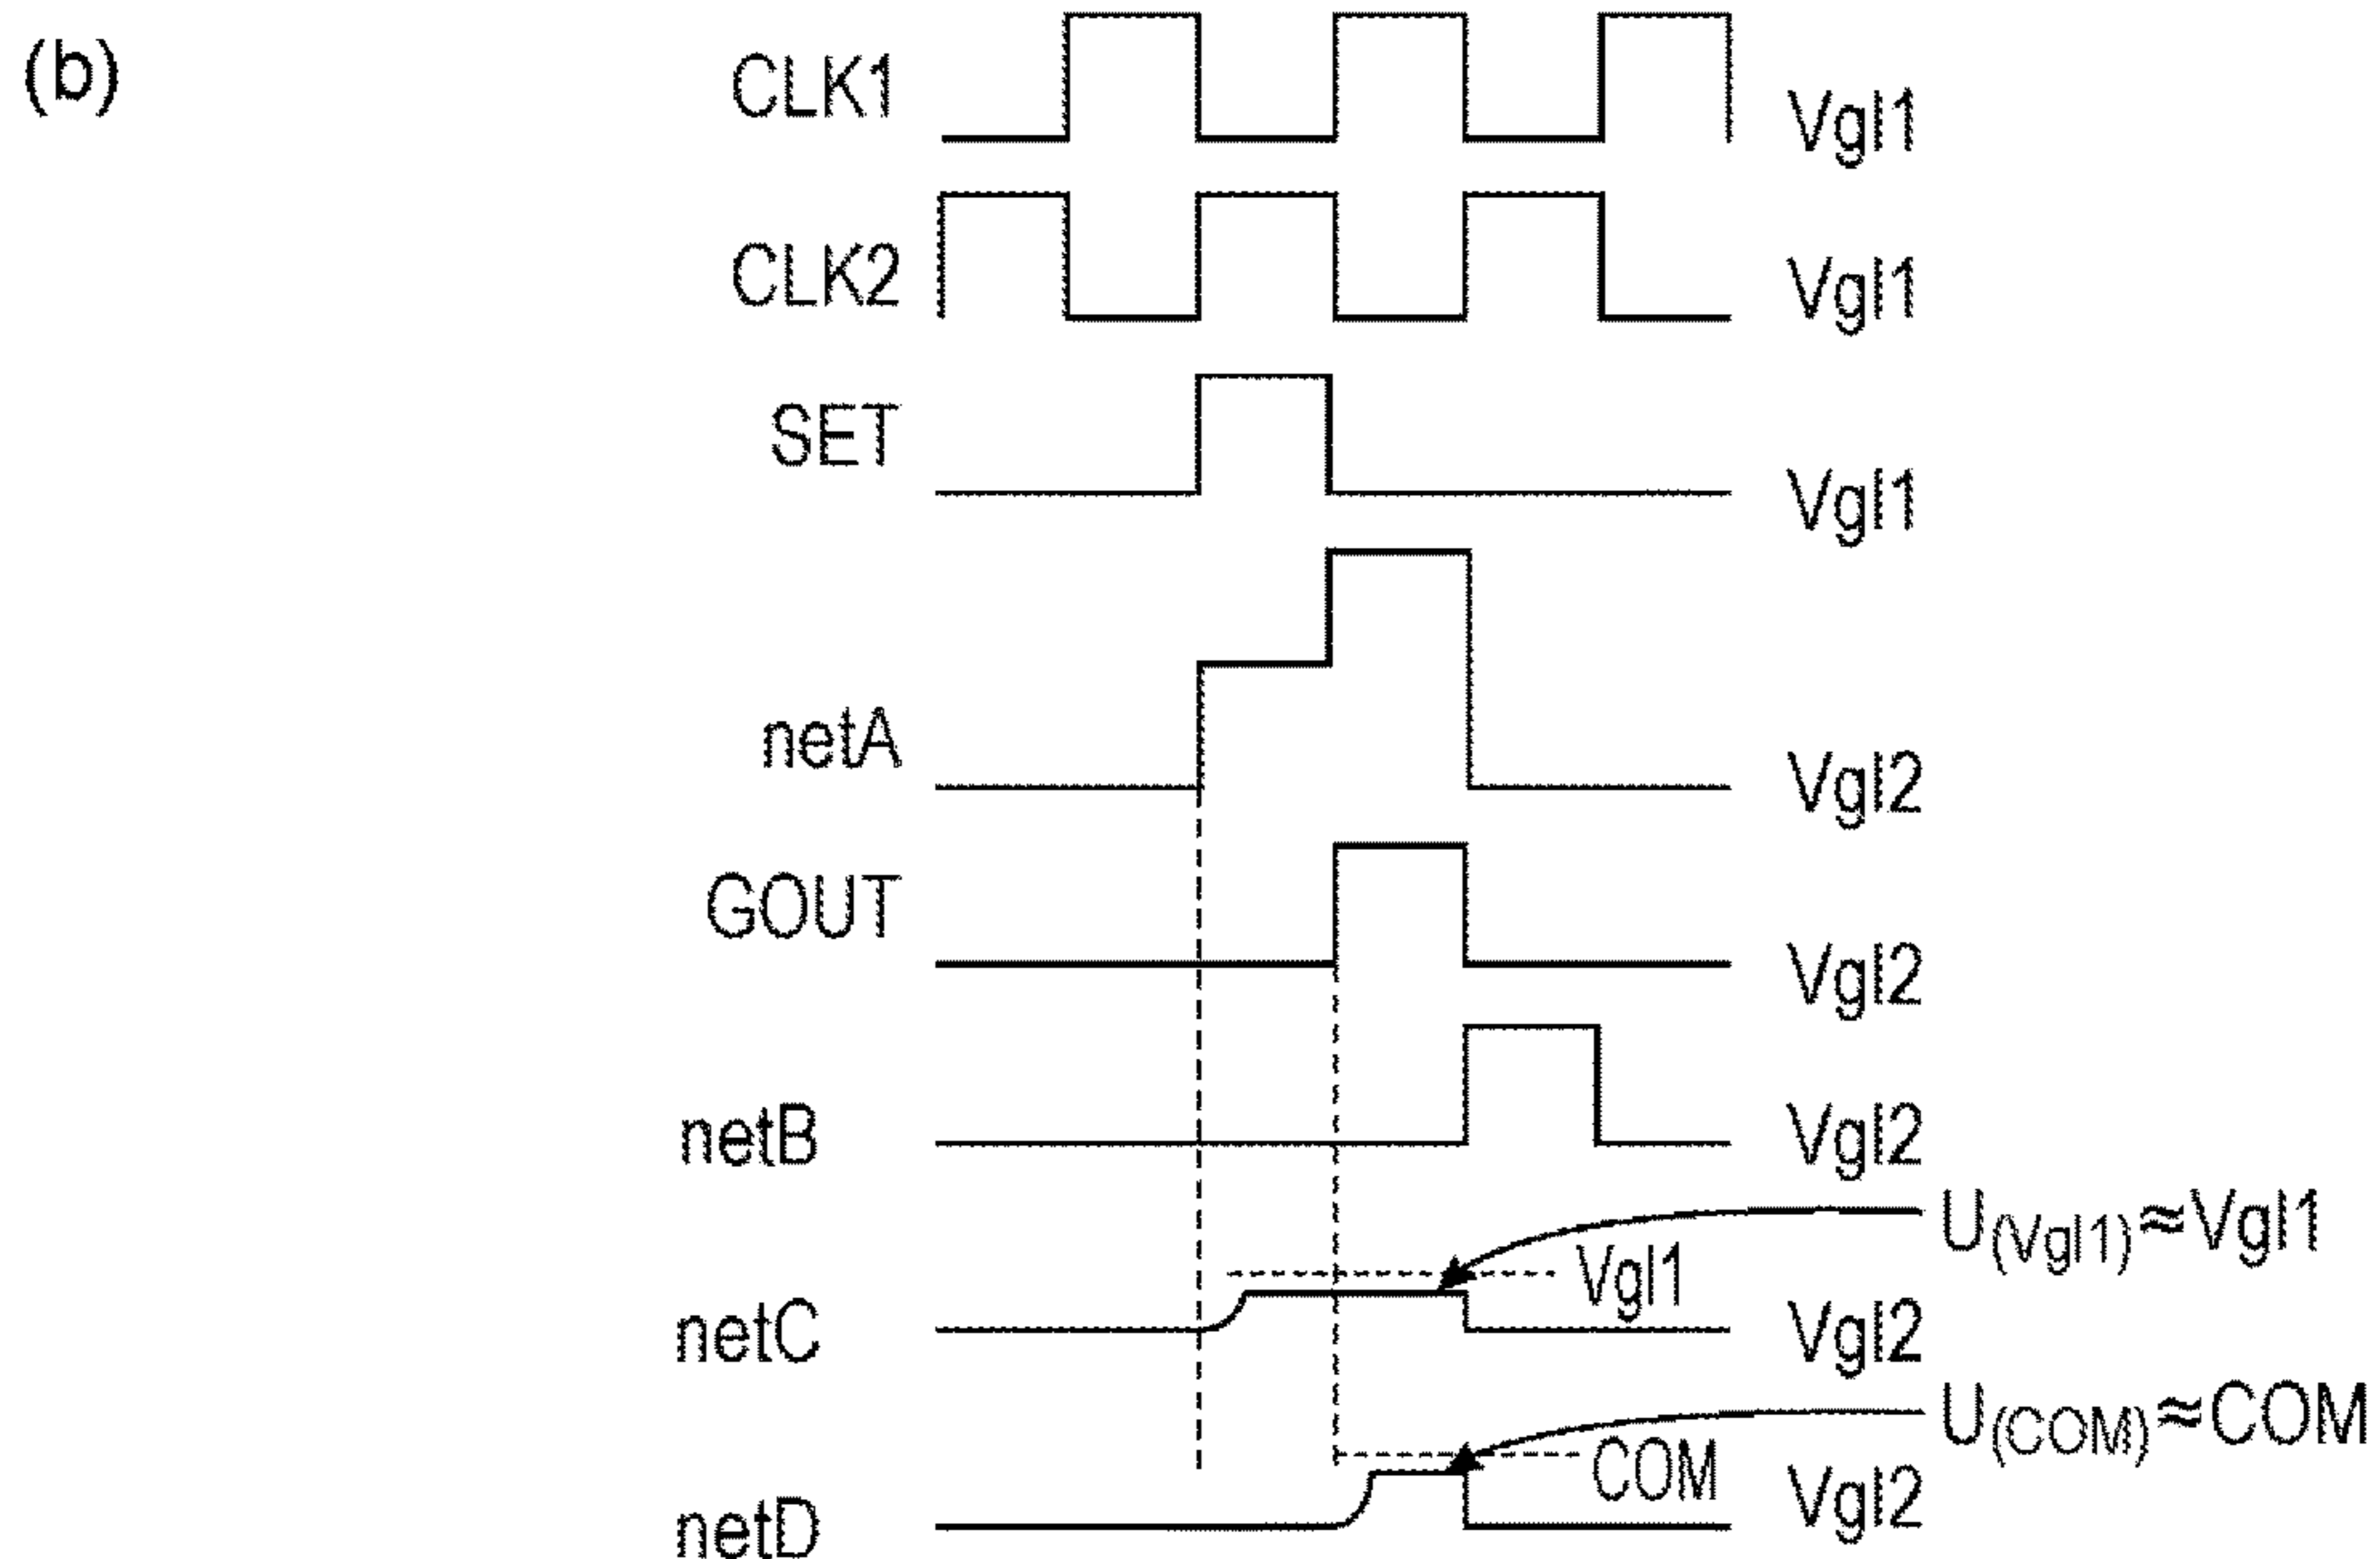 (b)
CLK1 Vgl1
CLK2 Vgl1
SET Vgl1
netA Vgl2
GOUT Vgl2
netB Vgl2
U(Vgl1)≈Vgl1
Vgl1
netC Vgl2
U(COM)≈COM
COM
netD Vgl2